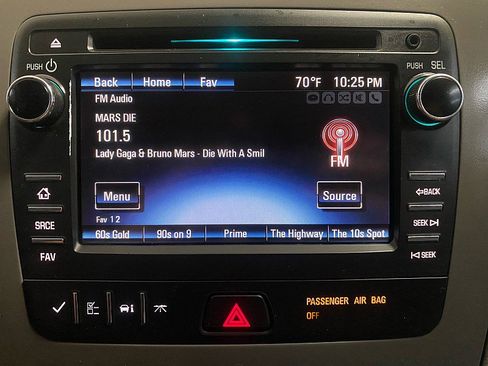 PUSH
PUSH SEL
Back Home Fav 70°F 10:25 PM
FM Audio
MARS DIE
101.5
Lady Gaga & Bruno Mars - Die With A Smil
FM
Menu Source
Fav 1 2
60s Gold 90s on 9 Prime The Highway The 10s Spot
BACK
SRCE
SEEK
FAV
SEEK
PASSENGER AIR BAG
OFF